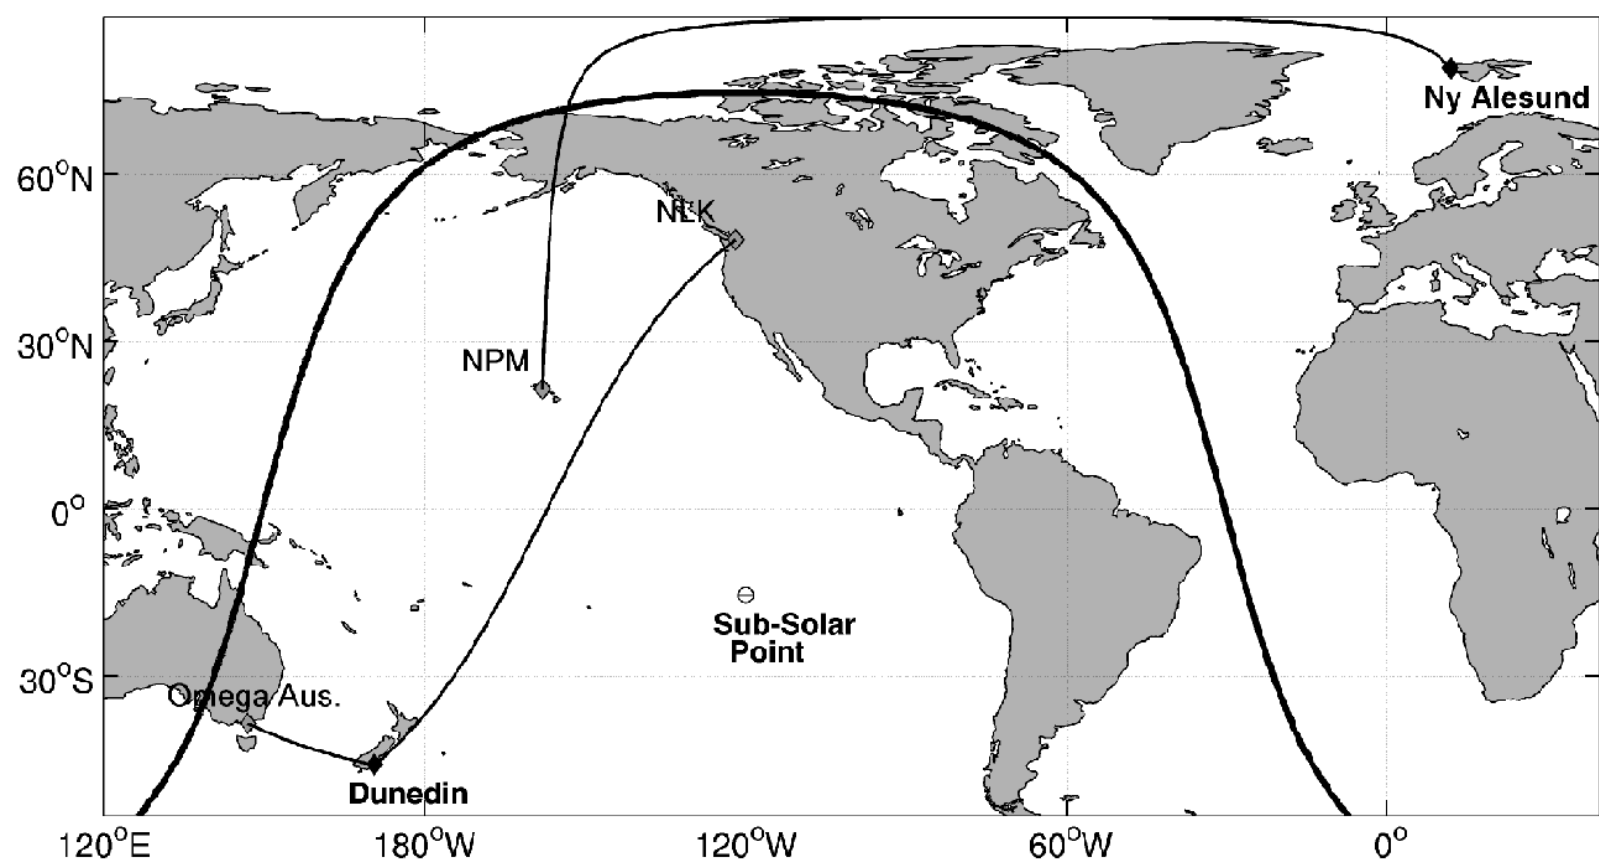 Ny Alesund
60°N
NLK
30°N
NPM
0°
Sub-Solar
Point
30°S
Omega Aus.
Dunedin
120°E
180°W
120°W
60°W
0°